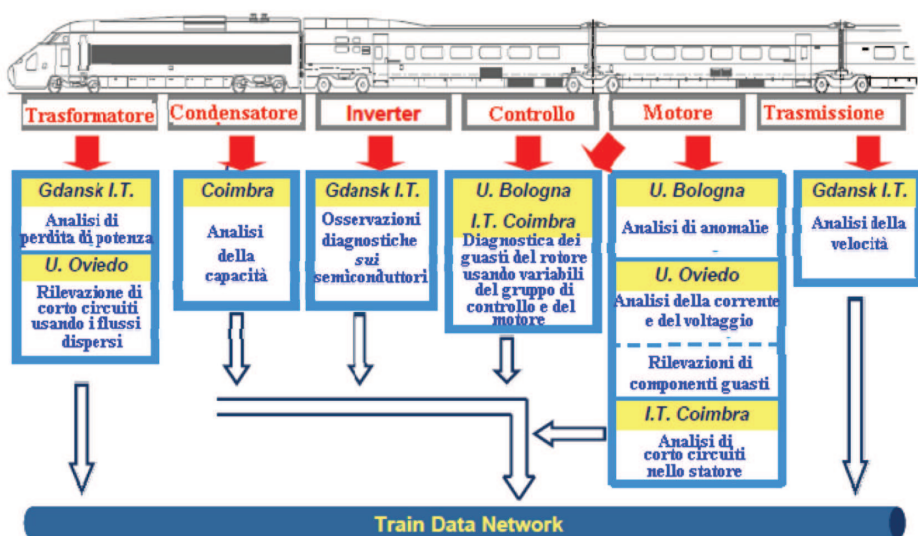 Trasformatore
Condensatore
Inverter
Controllo
Motore
Trasmissione
Gdansk I.T.
Analisi di
perdita di potenza
U. Oviedo
Rilevazione di
corto circuiti
usando i flussi
dispersi
Coimbra
Analisi
della
capacità
Gdansk I.T.
Osservazioni
diagnostiche
sui
semiconduttori
U. Bologna
I.T. Coimbra
Diagnostica dei
guasti del rotore
usando variabili
del gruppo di
controllo e del
motore
U. Bologna
Analisi di anomalie
U. Oviedo
Analisi della corrente
e del voltaggio
Rilevazioni di
componenti guasti
I.T. Coimbra
Analisi di
corto circuiti
nello statore
Gdansk I.T.
Analisi della
velocità
Train Data Network